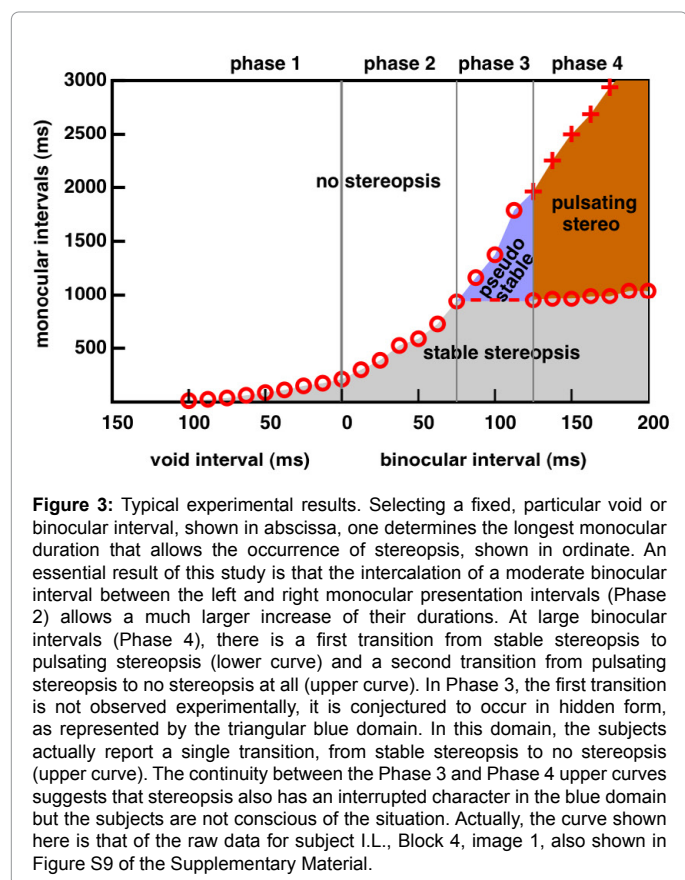 phase 1 phase 2 phase 3 phase 4
3000
2500
2000
1500
1000
500
monocular intervals (ms)
no stereopsis
pulsating
stereo
pseudo
stable
stable stereopsis
150 100 50 0 50 100 150 200
void interval (ms) binocular interval (ms)
Figure 3: Typical experimental results. Selecting a fixed, particular void or
binocular interval, shown in abscissa, one determines the longest monocular
duration that allows the occurrence of stereopsis, shown in ordinate. An
essential result of this study is that the intercalation of a moderate binocular
interval between the left and right monocular presentation intervals (Phase
2) allows a much larger increase of their durations. At large binocular
intervals (Phase 4), there is a first transition from stable stereopsis to
pulsating stereopsis (lower curve) and a second transition from pulsating
stereopsis to no stereopsis at all (upper curve). In Phase 3, the first transition
is not observed experimentally, it is conjectured to occur in hidden form,
as represented by the triangular blue domain. In this domain, the subjects
actually report a single transition, from stable stereopsis to no stereopsis
(upper curve). The continuity between the Phase 3 and Phase 4 upper curves
suggests that stereopsis also has an interrupted character in the blue domain
but the subjects are not conscious of the situation. Actually, the curve shown
here is that of the raw data for subject I.L., Block 4, image 1, also shown in
Figure S9 of the Supplementary Material.